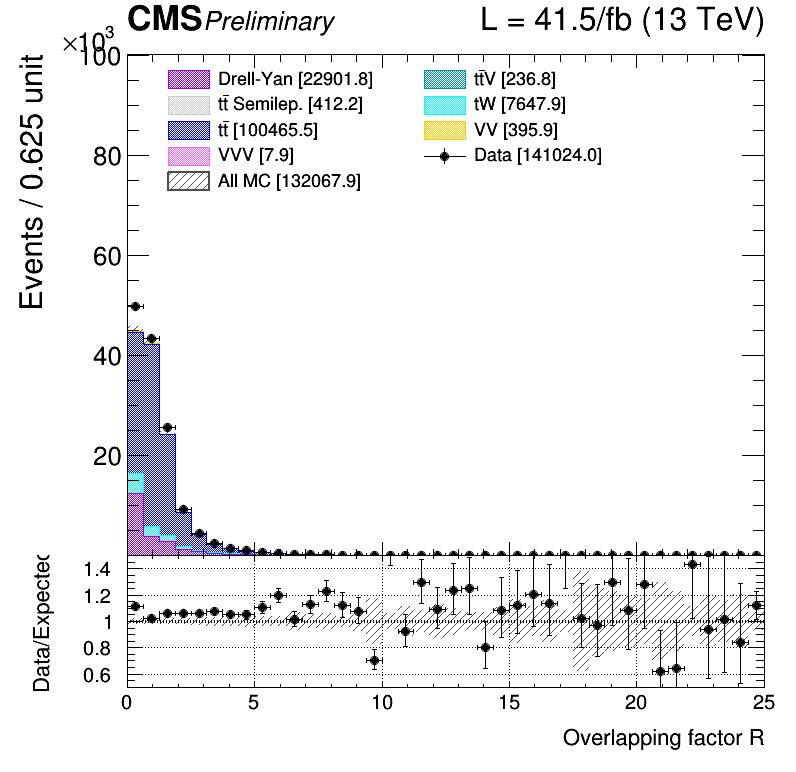 CMS Preliminary L = 41.5/fb (13 TeV)
×10³
Events / 0.625 unit
100
80
60
40
20
Drell-Yan [22901.8]
tt̄ Semilep. [412.2]
tt̄ [100465.5]
VVV [7.9]
All MC [132067.9]
tt̄V [236.8]
tW [7647.9]
VV [395.9]
Data [141024.0]
Data/Expected
1.4
1.2
1
0.8
0.6
0 5 10 15 20 25
Overlapping factor R